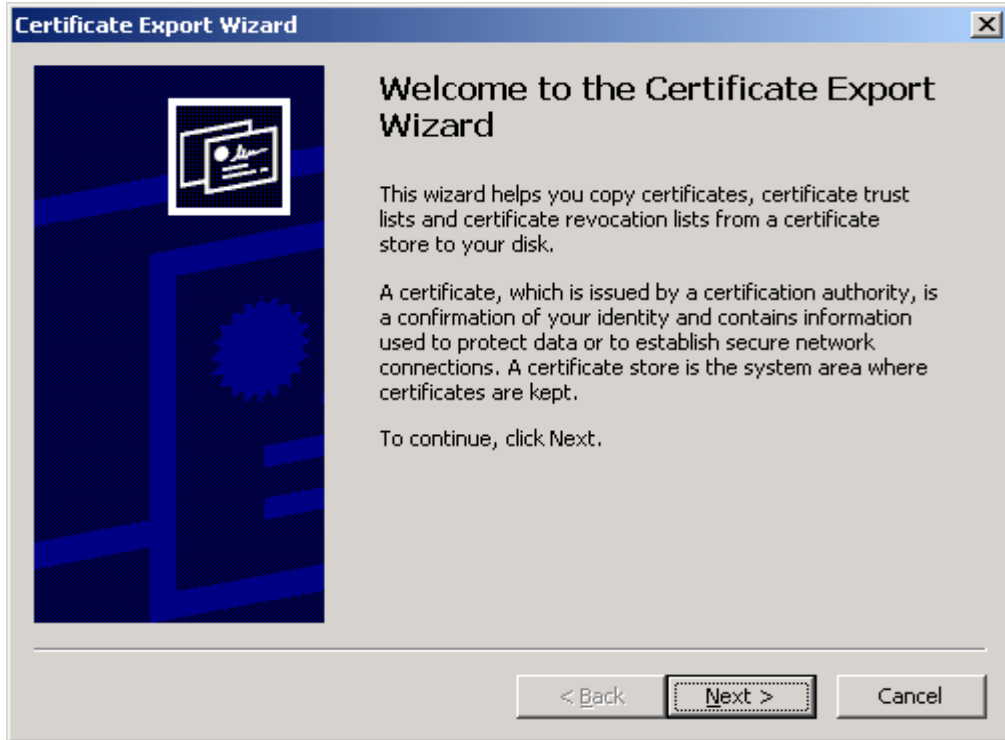 Certificate Export Wizard
Welcome to the Certificate Export
Wizard
This wizard helps you copy certificates, certificate trust
lists and certificate revocation lists from a certificate
store to your disk.
A certificate, which is issued by a certification authority, is
a confirmation of your identity and contains information
used to protect data or to establish secure network
connections. A certificate store is the system area where
certificates are kept.
To continue, click Next.
< Back Next > Cancel